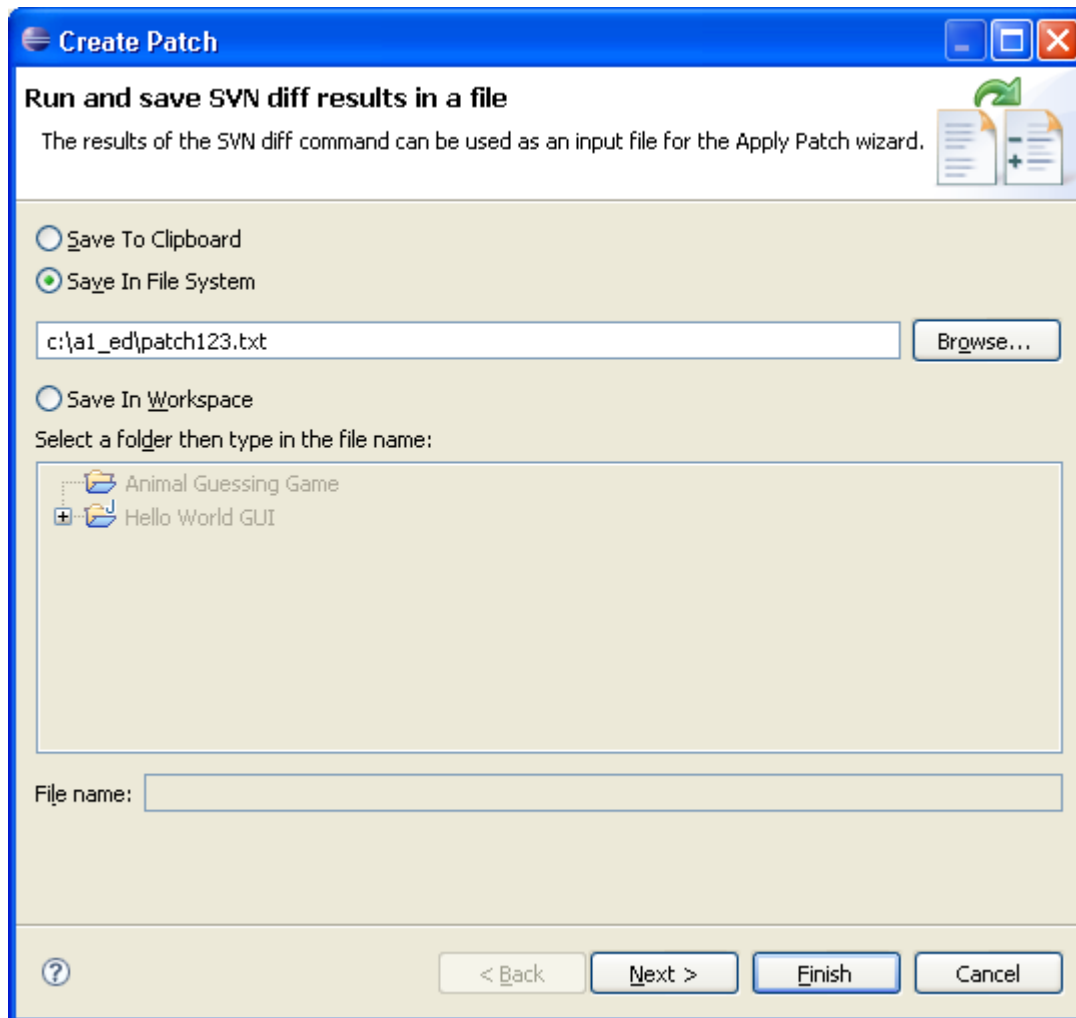 Create Patch
Run and save SVN diff results in a file
The results of the SVN diff command can be used as an input file for the Apply Patch wizard.
Save To Clipboard
Save In File System
c:\a1_ed\patch123.txt
Browse...
Save In Workspace
Select a folder then type in the file name:
Animal Guessing Game
Hello World GUI
File name:
< Back Next > Finish Cancel